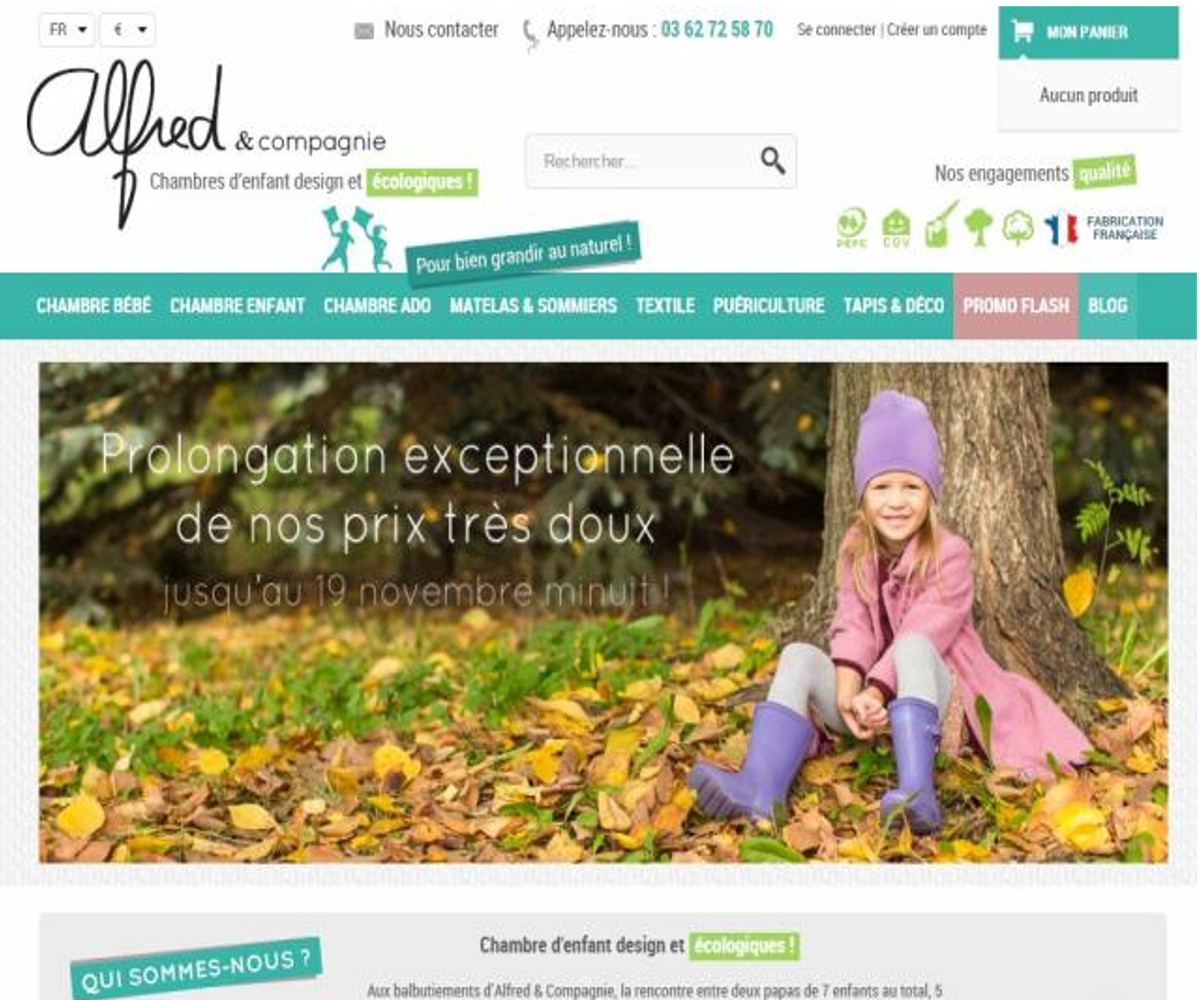 FR €
Nous contacter
Appelez-nous : 03 62 72 58 70
Se connecter | Créer un compte
MON PANIER
Aucun produit
Alfred & compagnie
Chambres d'enfant design et écologiques !
Rechercher...
Nos engagements qualité
PEFC
COV
FABRICATION
FRANÇAISE
Pour bien grandir au naturel !
CHAMBRE BÉBÉ CHAMBRE ENFANT CHAMBRE ADO MATELAS & SOMMIERS TEXTILE PUÉRICULTURE TAPIS & DÉCO PROMO FLASH BLOG
Prolongation exceptionnelle
de nos prix très doux
jusqu'au 19 novembre minuit !
QUI SOMMES-NOUS ?
Chambre d'enfant design et écologiques !
Aux balbutiements d'Alfred & Compagnie, la rencontre entre deux papas de 7 enfants au total, 5